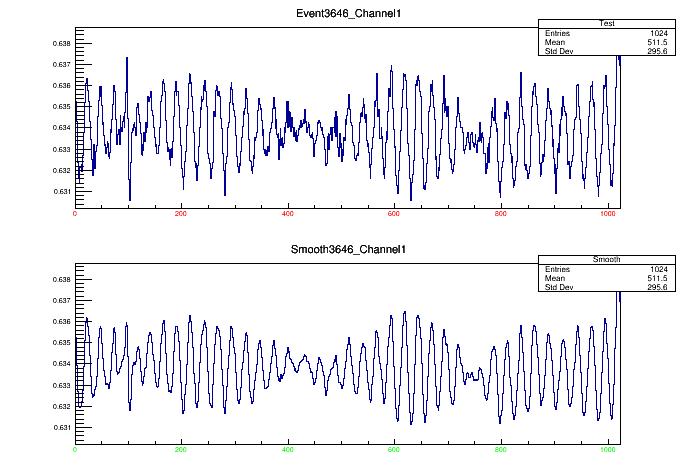 Event3646_Channel1
Test
Entries 1024
Mean 511.5
Std Dev 295.6
0.638
0.637
0.636
0.635
0.634
0.633
0.632
0.631
0 200 400 600 800 1000
Smooth3646_Channel1
Smooth
Entries 1024
Mean 511.5
Std Dev 295.6
0.638
0.637
0.636
0.635
0.634
0.633
0.632
0.631
0 200 400 600 800 1000